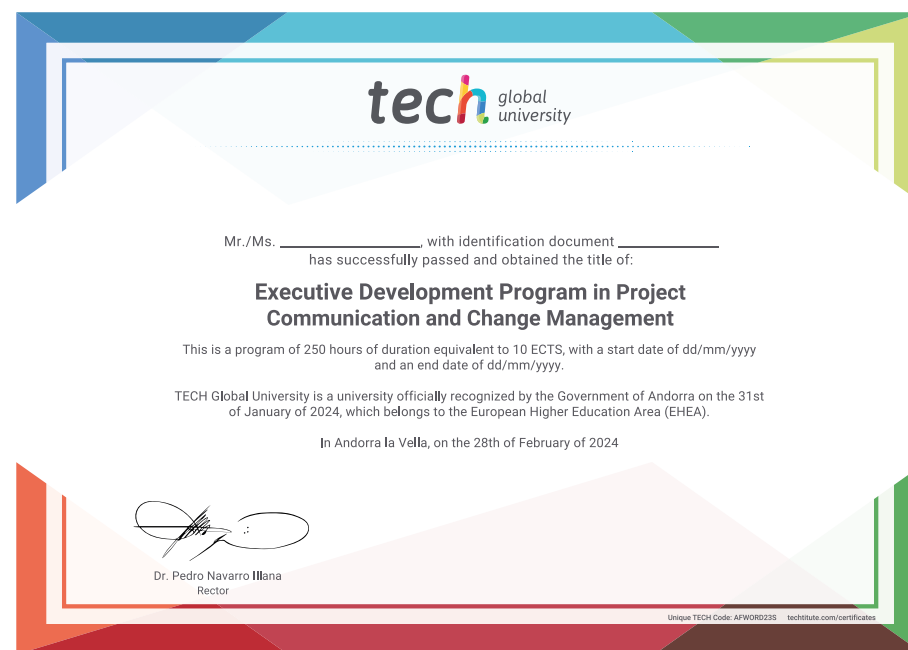 tech global university
Mr./Ms. ____________________, with identification document ______________
has successfully passed and obtained the title of:
Executive Development Program in Project
Communication and Change Management
This is a program of 250 hours of duration equivalent to 10 ECTS, with a start date of dd/mm/yyyy
and an end date of dd/mm/yyyy.
TECH Global University is a university officially recognized by the Government of Andorra on the 31st
of January of 2024, which belongs to the European Higher Education Area (EHEA).
In Andorra la Vella, on the 28th of February of 2024
Dr. Pedro Navarro Illana
Rector
Unique TECH Code: AFWORD23S techtitute.com/certificates